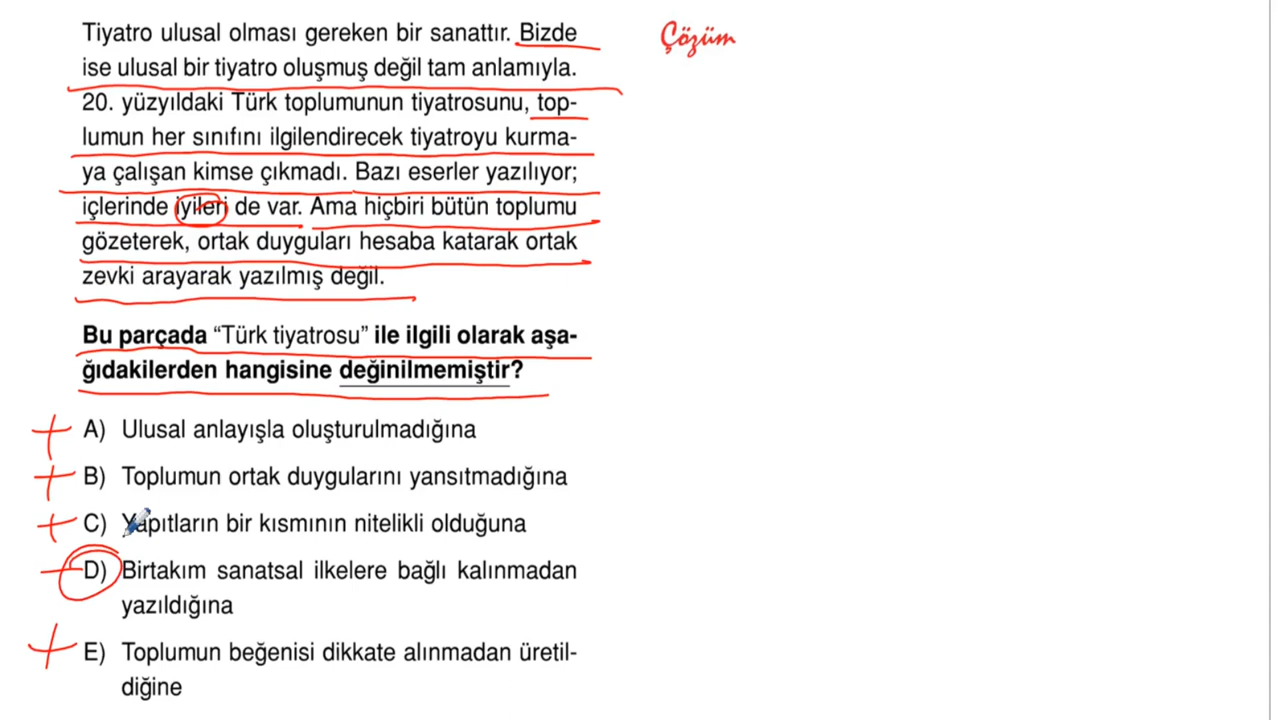 Tiyatro ulusal olması gereken bir sanattır. Bizde
ise ulusal bir tiyatro oluşmuş değil tam anlamıyla.
20. yüzyıldaki Türk toplumunun tiyatrosunu, top-
lumun her sınıfını ilgilendirecek tiyatroyu kurma-
ya çalışan kimse çıkmadı. Bazı eserler yazılıyor;
içlerinde iyileri de var. Ama hiçbiri bütün toplumu
gözeterek, ortak duyguları hesaba katarak ortak
zevki arayarak yazılmış değil.
Bu parçada “Türk tiyatrosu” ile ilgili olarak aşa-
ğıdakilerden hangisine değinilmemiştir?
A) Ulusal anlayışla oluşturulmadığına
B) Toplumun ortak duygularını yansıtmadığına
C) Yapıtların bir kısmının nitelikli olduğuna
D) Birtakım sanatsal ilkelere bağlı kalınmadan
yazıldığına
E) Toplumun beğenisi dikkate alınmadan üretil-
diğine
Çözüm